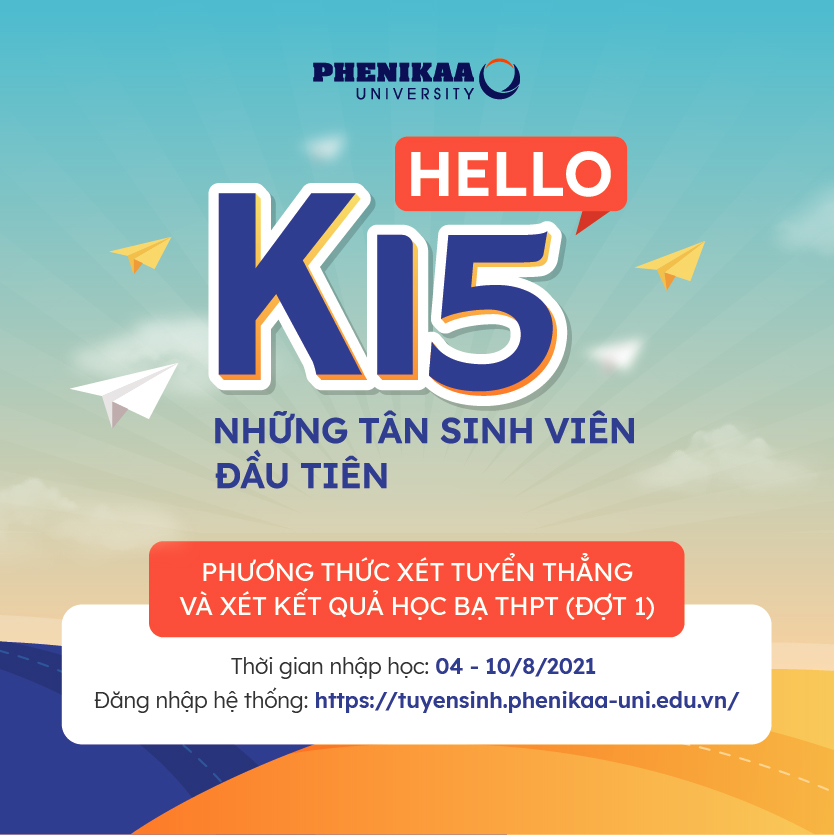 PHENIKAA
UNIVERSITY
HELLO
K15
NHỮNG TÂN SINH VIÊN
ĐẦU TIÊN
PHƯƠNG THỨC XÉT TUYỂN THẲNG
VÀ XÉT KẾT QUẢ HỌC BẠ THPT (ĐỢT 1)
Thời gian nhập học: 04 - 10/8/2021
Đăng nhập hệ thống: https://tuyensinh.phenikaa-uni.edu.vn/